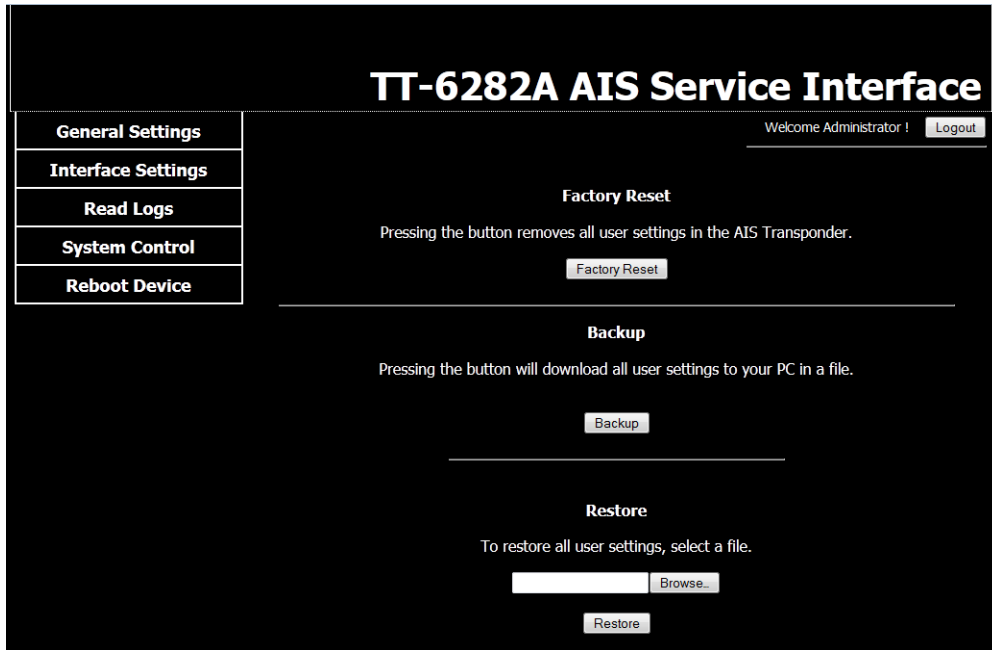 TT-6282A AIS Service Interface
General Settings
Interface Settings
Read Logs
System Control
Reboot Device
Welcome Administrator !
Logout
Factory Reset
Pressing the button removes all user settings in the AIS Transponder.
Factory Reset
Backup
Pressing the button will download all user settings to your PC in a file.
Backup
Restore
To restore all user settings, select a file.
Browse..
Restore